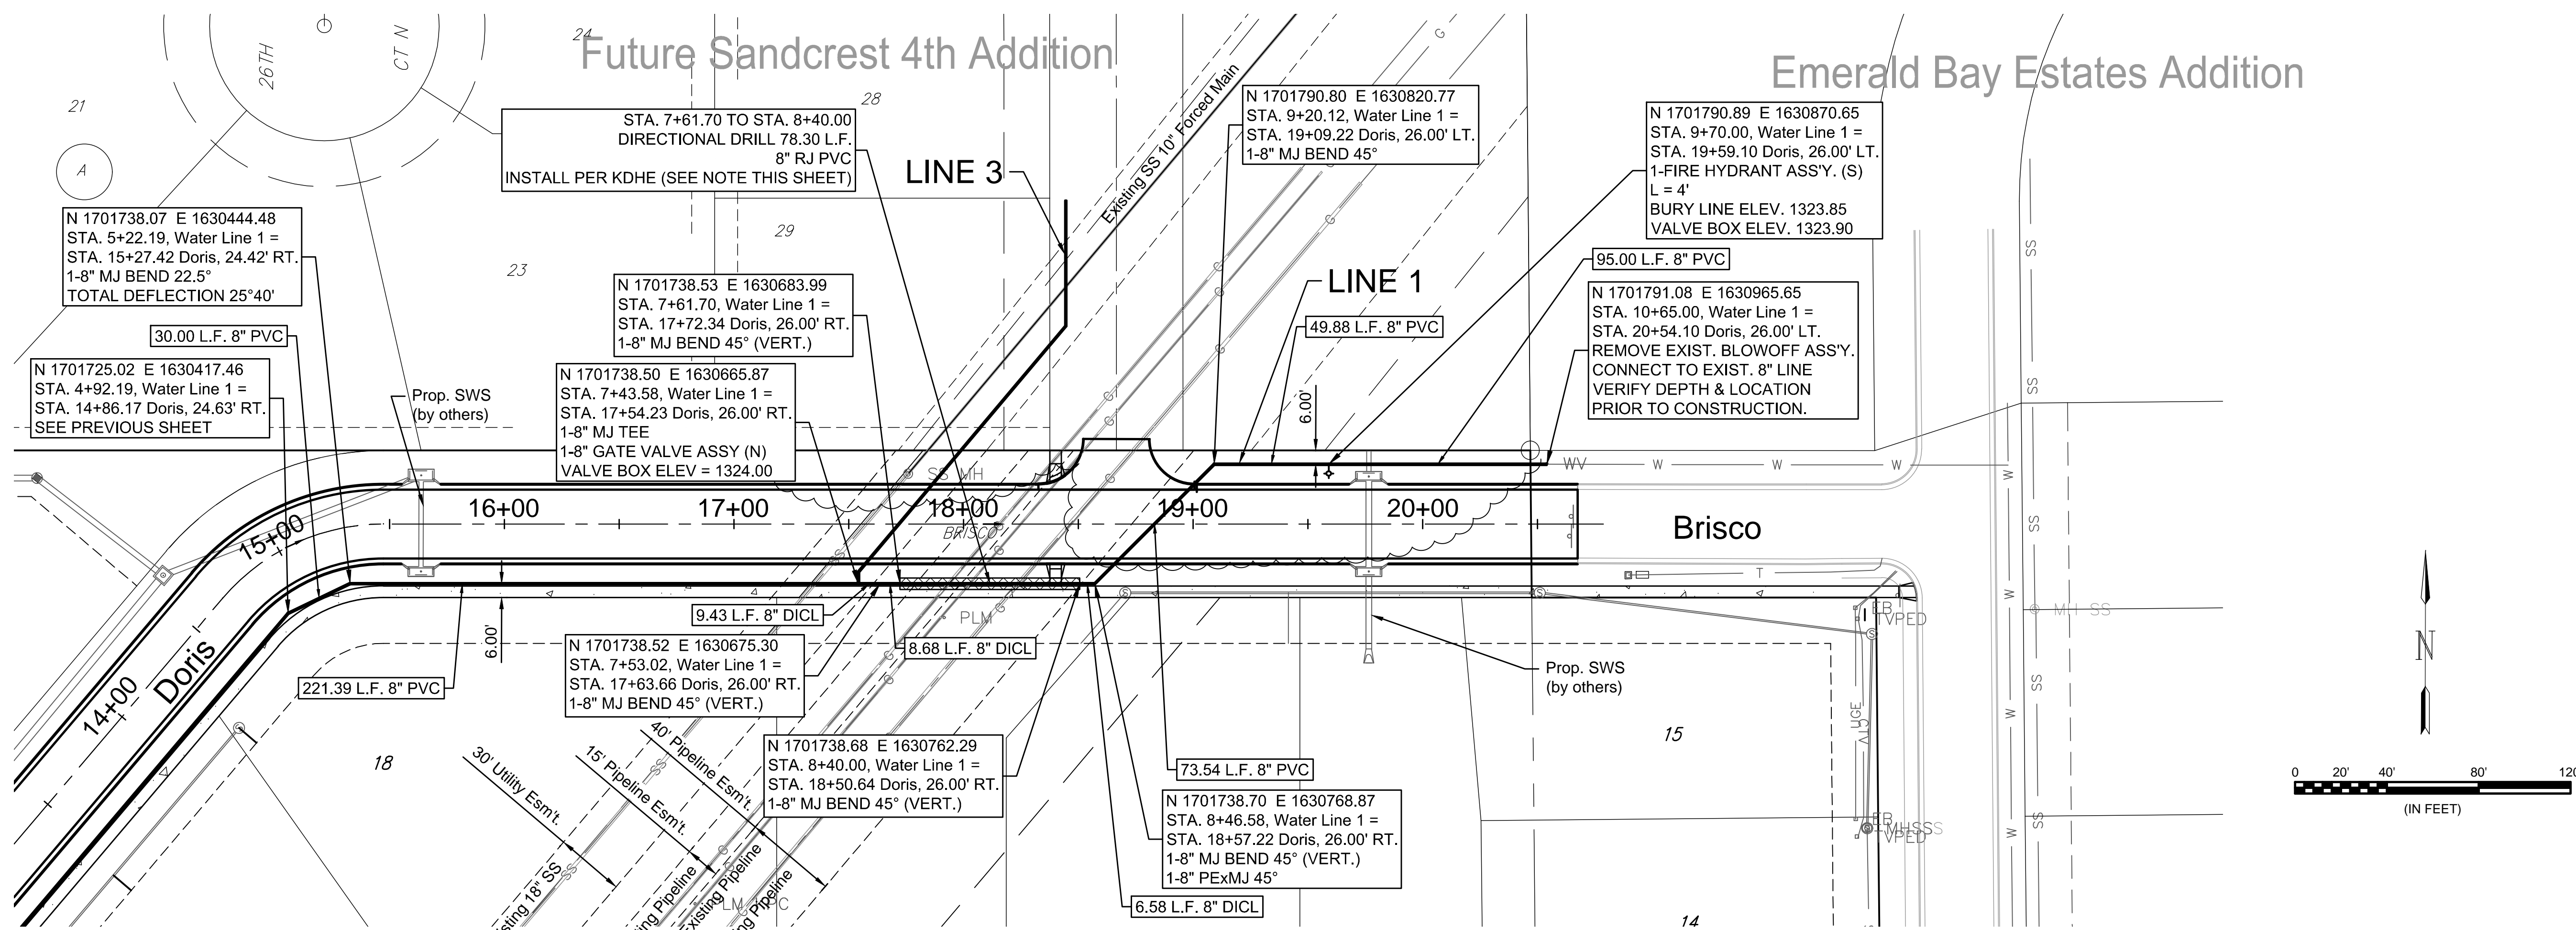 Future Sandcrest 4th Addition
Emerald Bay Estates Addition
26TH
CT N
21
24
28
29
23
A
STA. 7+61.70 TO STA. 8+40.00
DIRECTIONAL DRILL 78.30 L.F.
8" RJ PVC
INSTALL PER KDHE (SEE NOTE THIS SHEET)
LINE 3
Existing SS 10" Forced Main
G
N 1701790.80 E 1630820.77
STA. 9+20.12, Water Line 1 =
STA. 19+09.22 Doris, 26.00' LT.
1-8" MJ BEND 45°
N 1701790.89 E 1630870.65
STA. 9+70.00, Water Line 1 =
STA. 19+59.10 Doris, 26.00' LT.
1-FIRE HYDRANT ASS'Y. (S)
L = 4'
BURY LINE ELEV. 1323.85
VALVE BOX ELEV. 1323.90
N 1701738.07 E 1630444.48
STA. 5+22.19, Water Line 1 =
STA. 15+27.42 Doris, 24.42' RT.
1-8" MJ BEND 22.5°
TOTAL DEFLECTION 25°40'
30.00 L.F. 8" PVC
N 1701725.02 E 1630417.46
STA. 4+92.19, Water Line 1 =
STA. 14+86.17 Doris, 24.63' RT.
SEE PREVIOUS SHEET
Prop. SWS
(by others)
N 1701738.53 E 1630683.99
STA. 7+61.70, Water Line 1 =
STA. 17+72.34 Doris, 26.00' RT.
1-8" MJ BEND 45° (VERT.)
N 1701738.50 E 1630665.87
STA. 7+43.58, Water Line 1 =
STA. 17+54.23 Doris, 26.00' RT.
1-8" MJ TEE
1-8" GATE VALVE ASSY (N)
VALVE BOX ELEV = 1324.00
LINE 1
49.88 L.F. 8" PVC
95.00 L.F. 8" PVC
N 1701791.08 E 1630965.65
STA. 10+65.00, Water Line 1 =
STA. 20+54.10 Doris, 26.00' LT.
REMOVE EXIST. BLOWOFF ASS'Y.
CONNECT TO EXIST. 8" LINE
VERIFY DEPTH & LOCATION
PRIOR TO CONSTRUCTION.
6.00'
SS MH
WV
W
W
W
SS
SS
SS
14+00
15+00
16+00
17+00
18+00
19+00
20+00
BRISCO
Brisco
Doris
T
6.00'
9.43 L.F. 8" DICL
PLM
8.68 L.F. 8" DICL
221.39 L.F. 8" PVC
N 1701738.52 E 1630675.30
STA. 7+53.02, Water Line 1 =
STA. 17+63.66 Doris, 26.00' RT.
1-8" MJ BEND 45° (VERT.)
N 1701738.68 E 1630762.29
STA. 8+40.00, Water Line 1 =
STA. 18+50.64 Doris, 26.00' RT.
1-8" MJ BEND 45° (VERT.)
73.54 L.F. 8" PVC
N 1701738.70 E 1630768.87
STA. 8+46.58, Water Line 1 =
STA. 18+57.22 Doris, 26.00' RT.
1-8" MJ BEND 45° (VERT.)
1-8" PExMJ 45°
6.58 L.F. 8" DICL
Prop. SWS
(by others)
30' Utility Esm't.
15' Pipeline Esm't.
40' Pipeline Esm't.
sting 18" SS
ing Pipeline
Existing Pipeline
ing Pipeline
18
15
14
EB
TVPED
UGE
CTV
EB
MH SS
N
0 20' 40' 80' 120
(IN FEET)